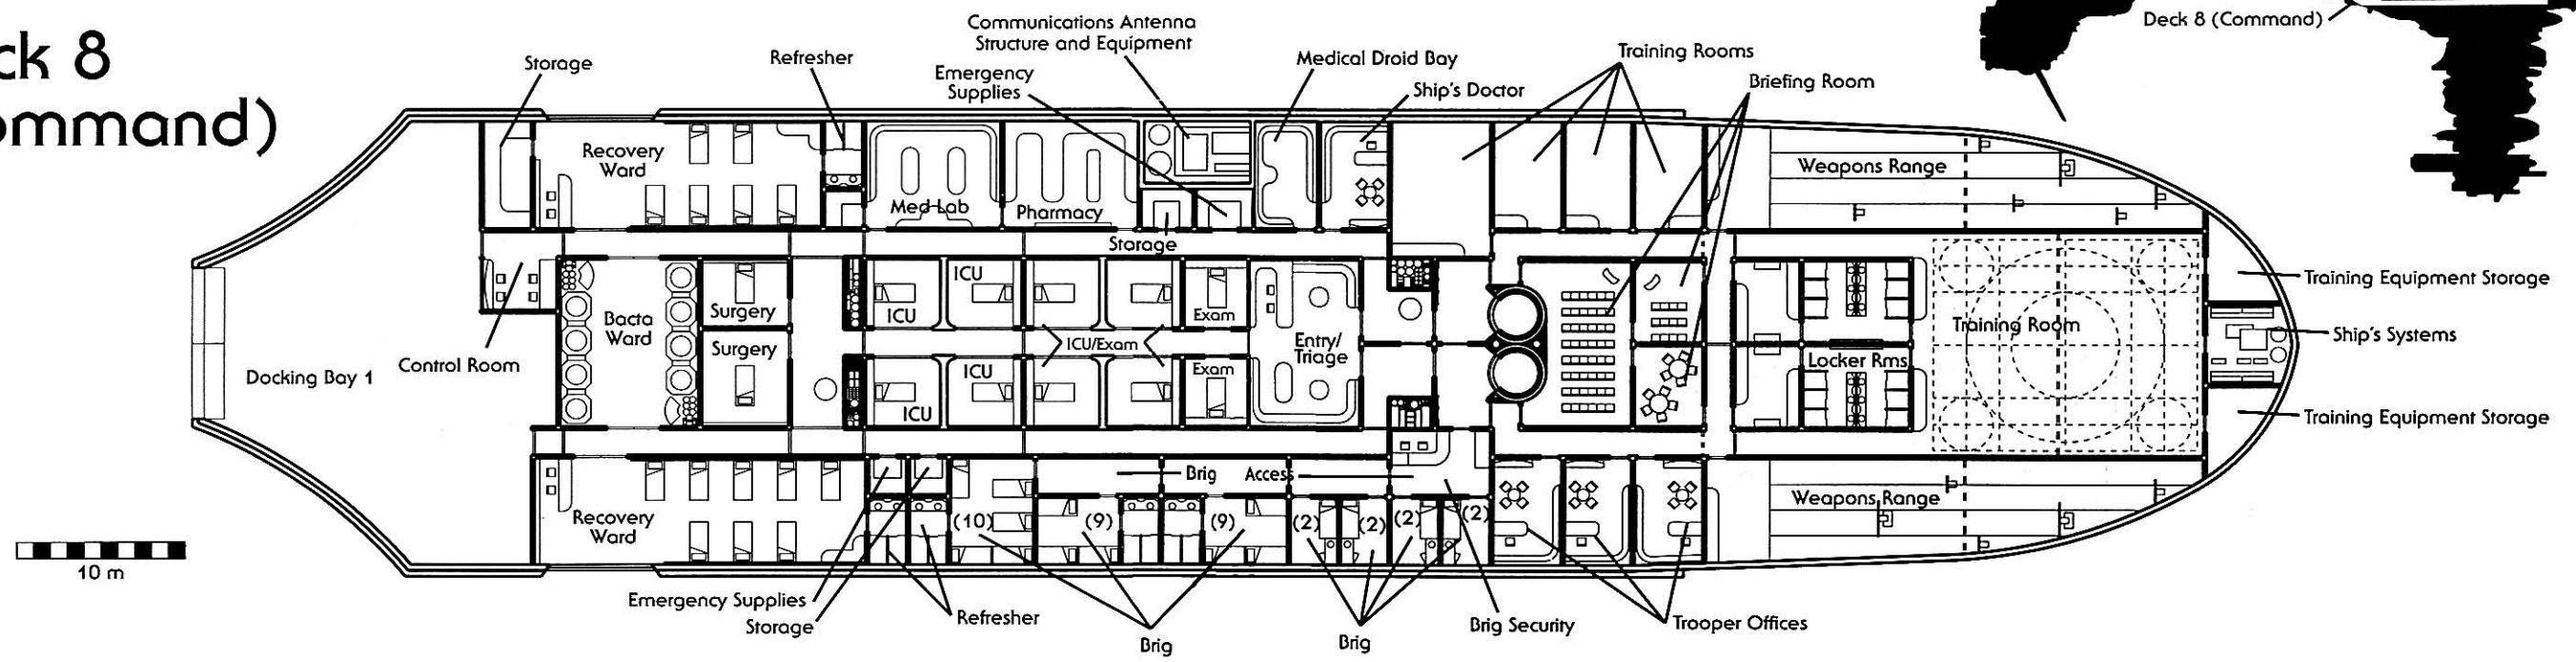 ck 8
ommand)
Storage
Refresher
Communications Antenna
Structure and Equipment
Emergency
Supplies
Medical Droid Bay
Ship's Doctor
Training Rooms
Briefing Room
Deck 8 (Command)
Recovery
Ward
Med-Lab
Pharmacy
Storage
Weapons Range
Control Room
Docking Bay 1
Bacta
Ward
Surgery
Surgery
ICU
ICU
ICU
ICU
ICU/Exam
Exam
Exam
Entry/
Triage
Locker Rms
Training Room
Training Equipment Storage
Ship's Systems
Training Equipment Storage
Recovery
Ward
Brig Access
(10)
(9)
(9)
(2)
(2)
(2)
(2)
Weapons Range
10 m
Emergency Supplies
Storage
Refresher
Brig
Brig
Brig Security
Trooper Offices